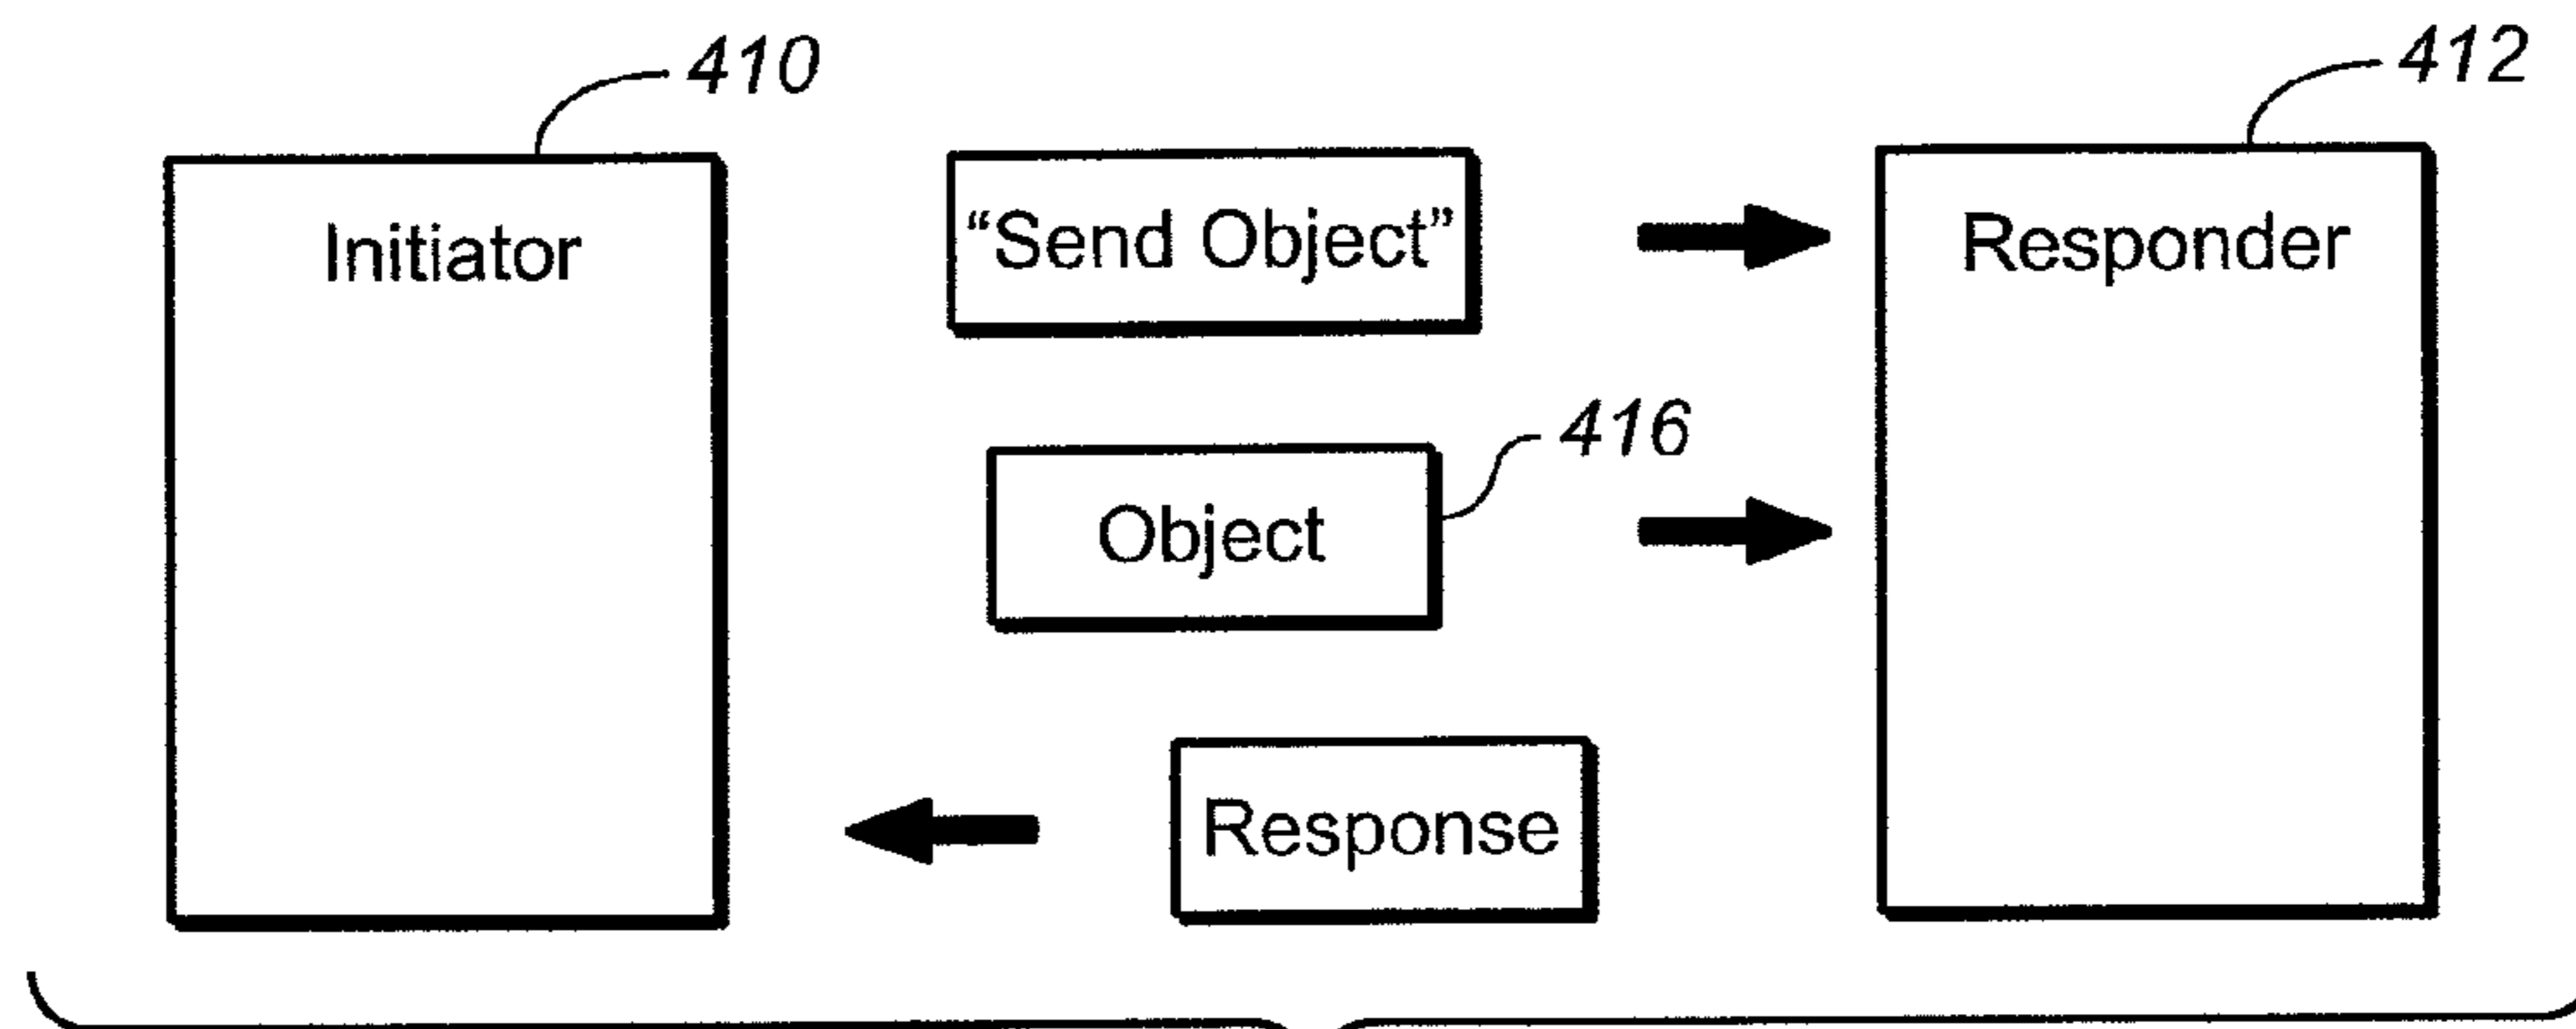 410
412
Initiator
“Send Object”
Responder
416
Object
Response